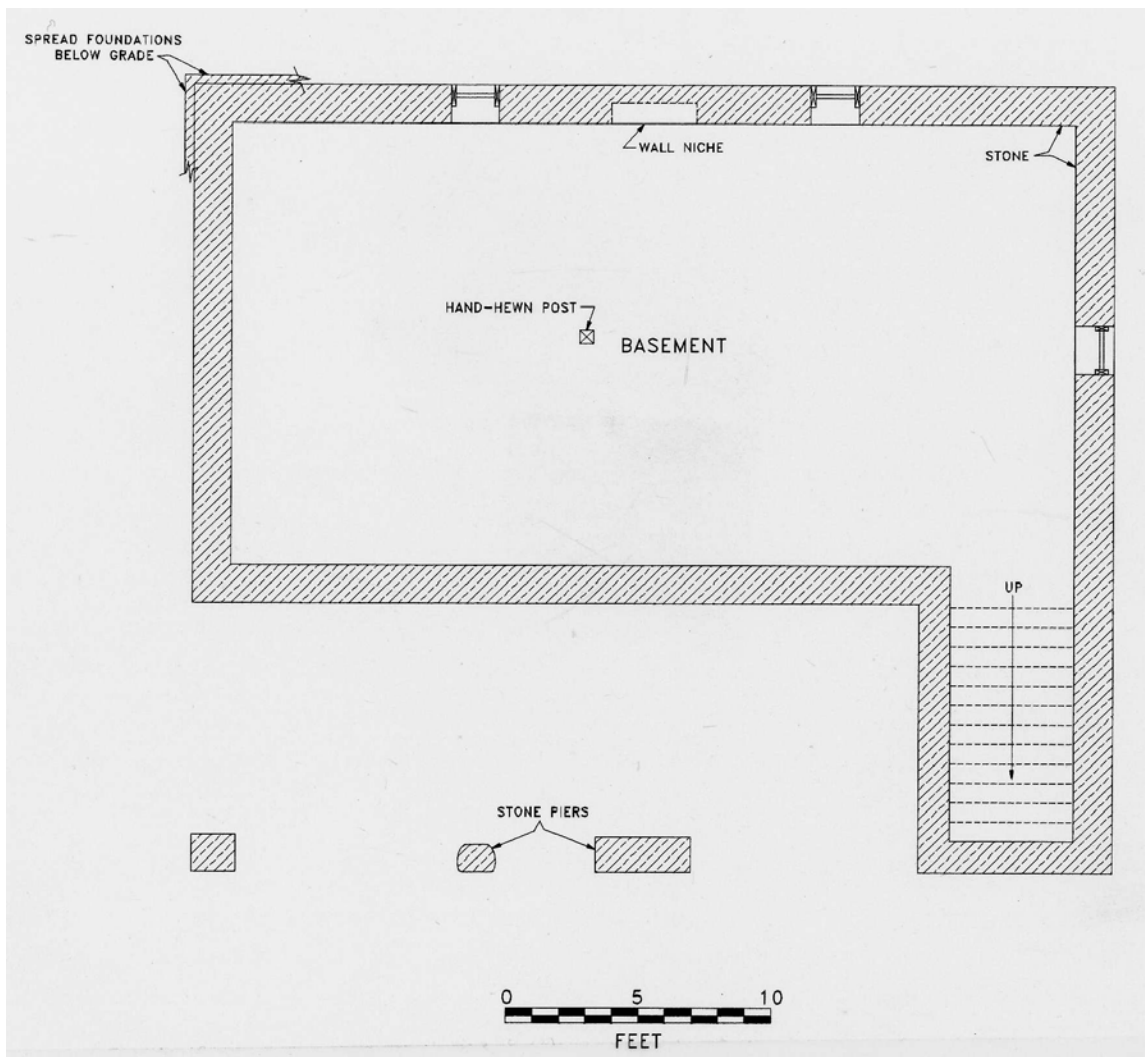 SPREAD FOUNDATIONS
BELOW GRADE
WALL NICHE
STONE
HAND-HEWN POST
BASEMENT
UP
STONE PIERS
0 5 10
FEET